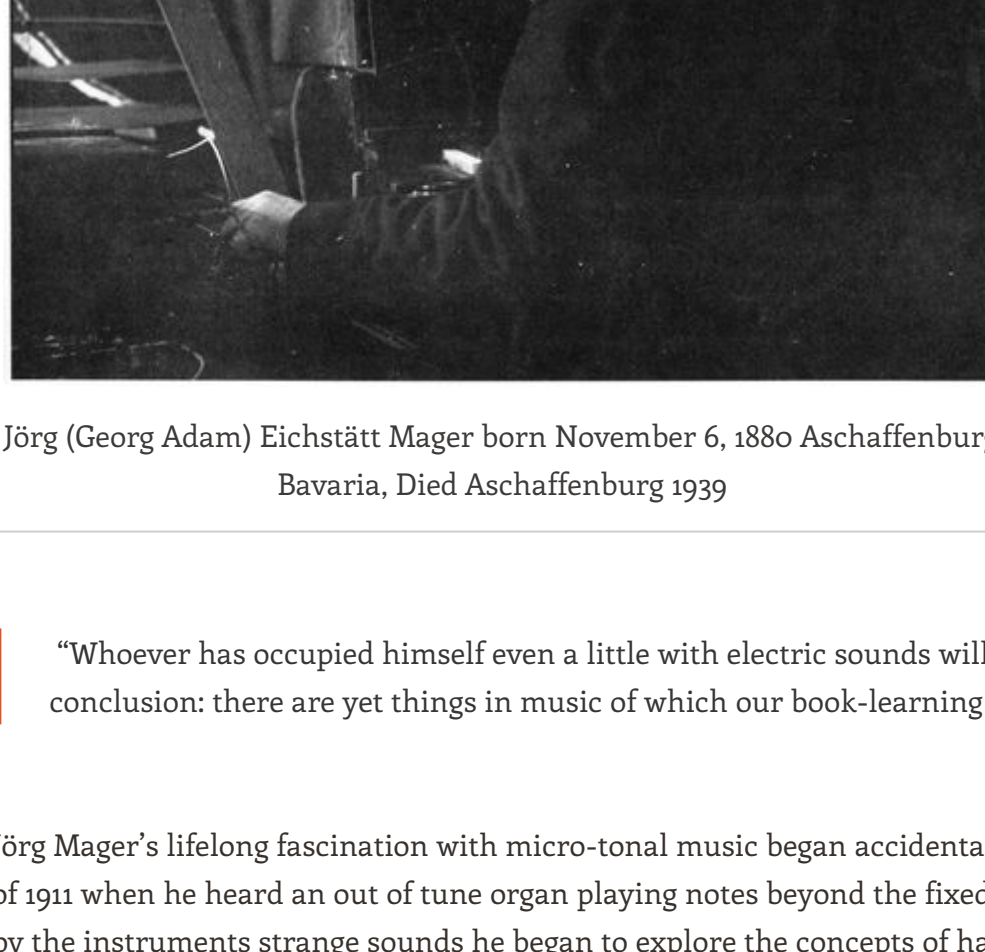 Jörg (Georg Adam) Eichstätt Mager born November 6, 1880 Aschaffenburg
Bavaria, Died Aschaffenburg 1939
“Whoever has occupied himself even a little with electric sounds will
conclusion: there are yet things in music of which our book-learning
Jörg Mager’s lifelong fascination with micro-tonal music began accidenta
of 1911 when he heard an out of tune organ playing notes beyond the fixed
by the instruments strange sounds he began to explore the concepts of ha